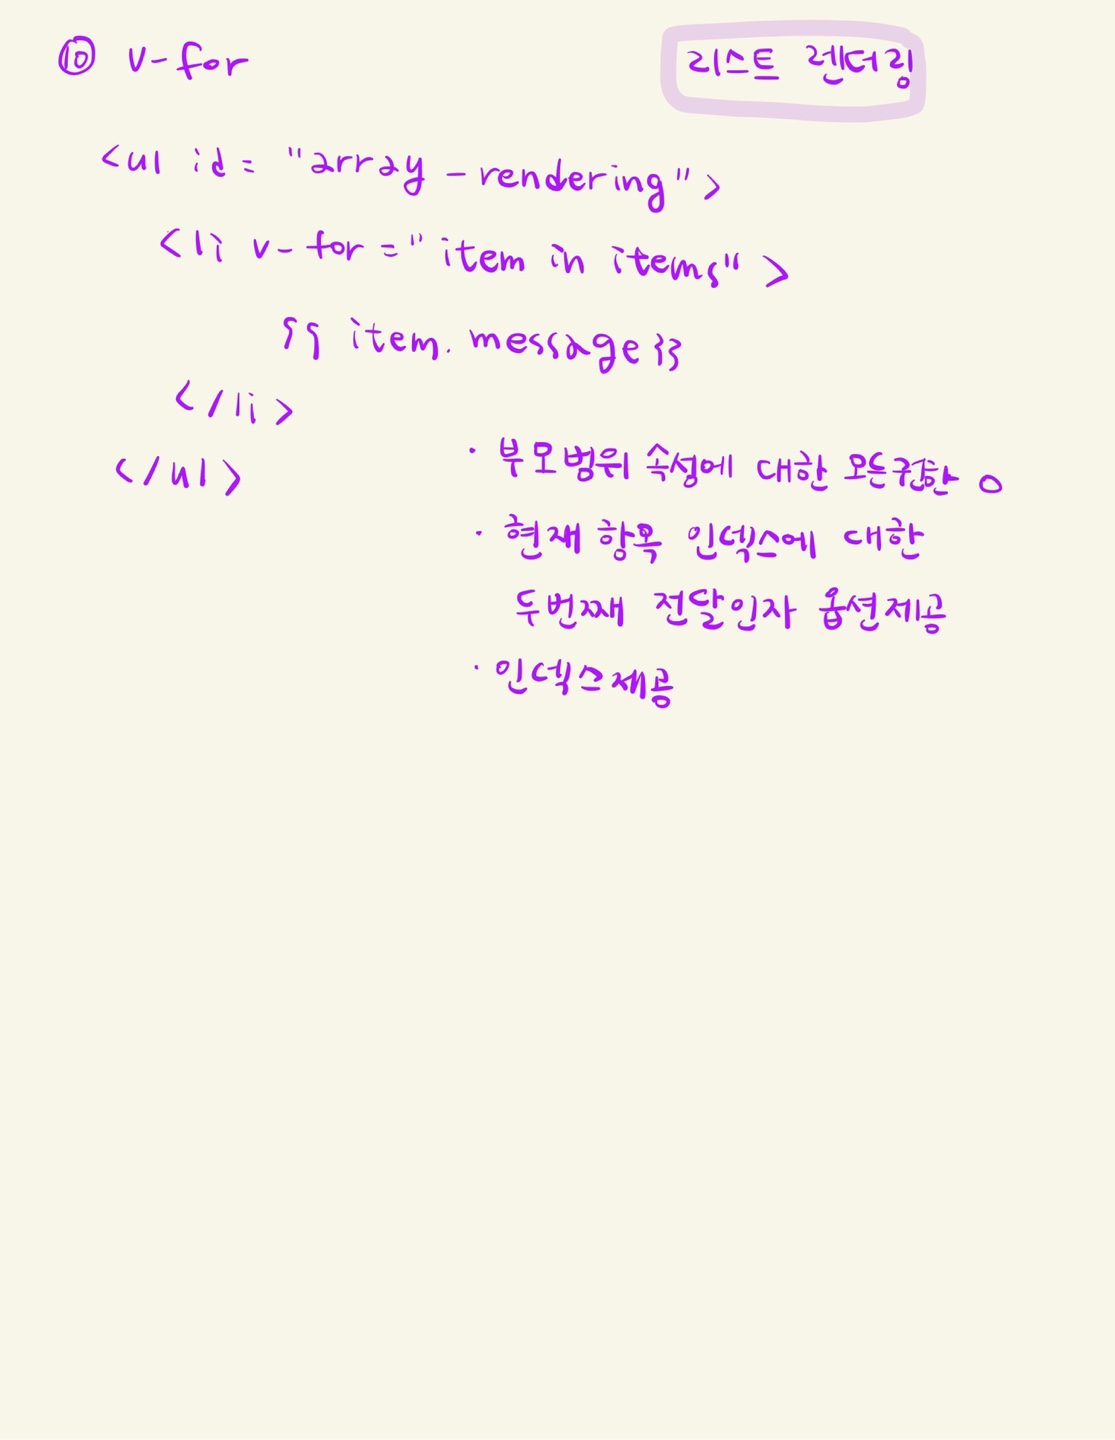 ⑩ v-for
리스트 렌더링
<ul id= "array-rendering">
<li v-for="item in items">
{{ item.message }}
</li>
</ul>
· 부모범위 속성에 대한 모든권한 O
· 현재 항목 인덱스에 대한
두번째 전달인자 옵션제공
· 인덱스제공